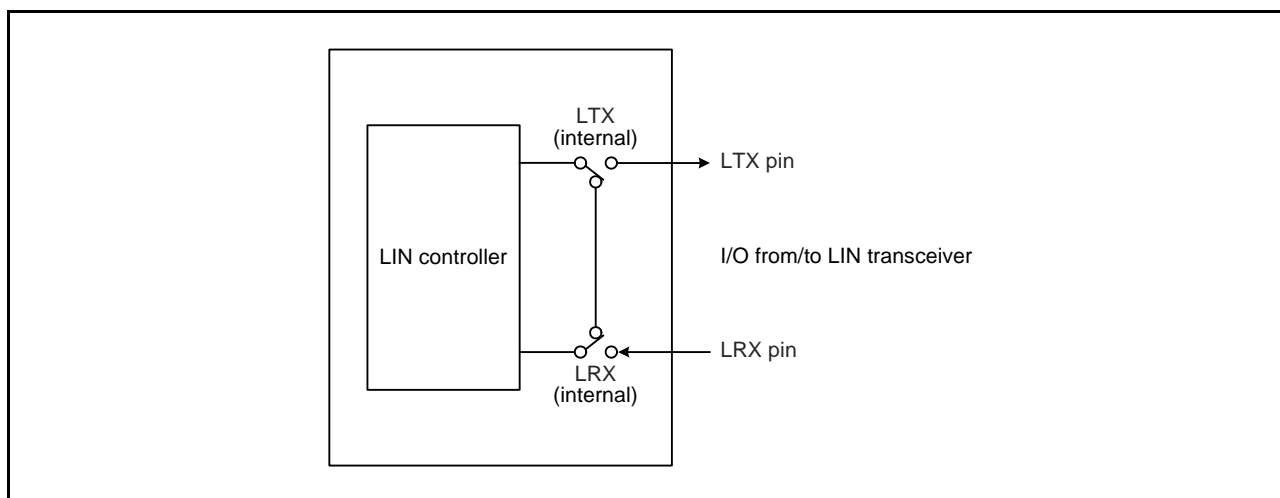 LTX
(internal)
LTX pin
LIN controller
I/O from/to LIN transceiver
LRX pin
LRX
(internal)